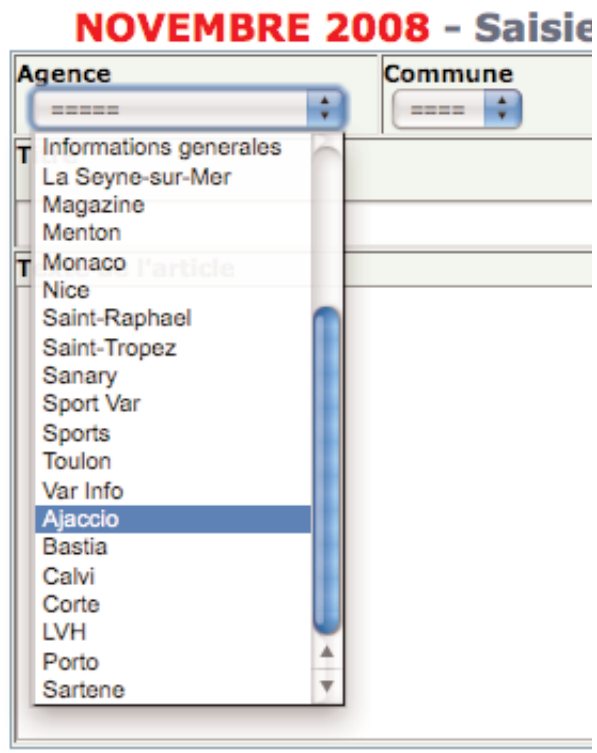 NOVEMBRE 2008 - Saisie
Agence
Commune
=====
====
Informations generales
La Seyne-sur-Mer
Magazine
Menton
Monaco
l'article
Nice
Saint-Raphael
Saint-Tropez
Sanary
Sport Var
Sports
Toulon
Var Info
Ajaccio
Bastia
Calvi
Corte
LVH
Porto
Sartene